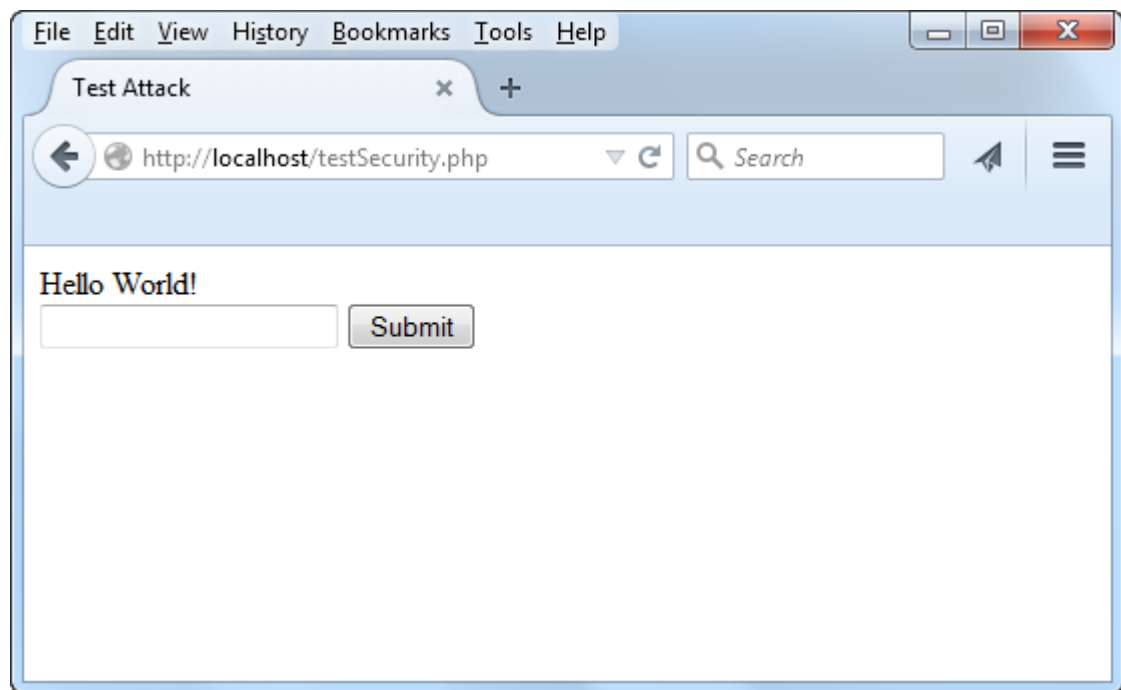 File Edit View History Bookmarks Tools Help
Test Attack
http://localhost/testSecurity.php Search
Hello World!
Submit